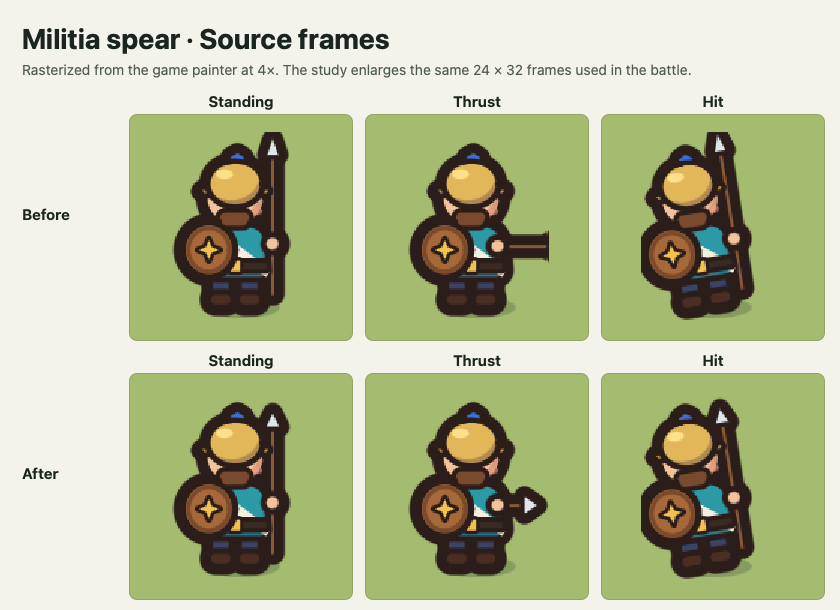 Militia spear · Source frames
Rasterized from the game painter at 4×. The study enlarges the same 24 × 32 frames used in the battle.
Standing Thrust Hit
Before
Standing Thrust Hit
After